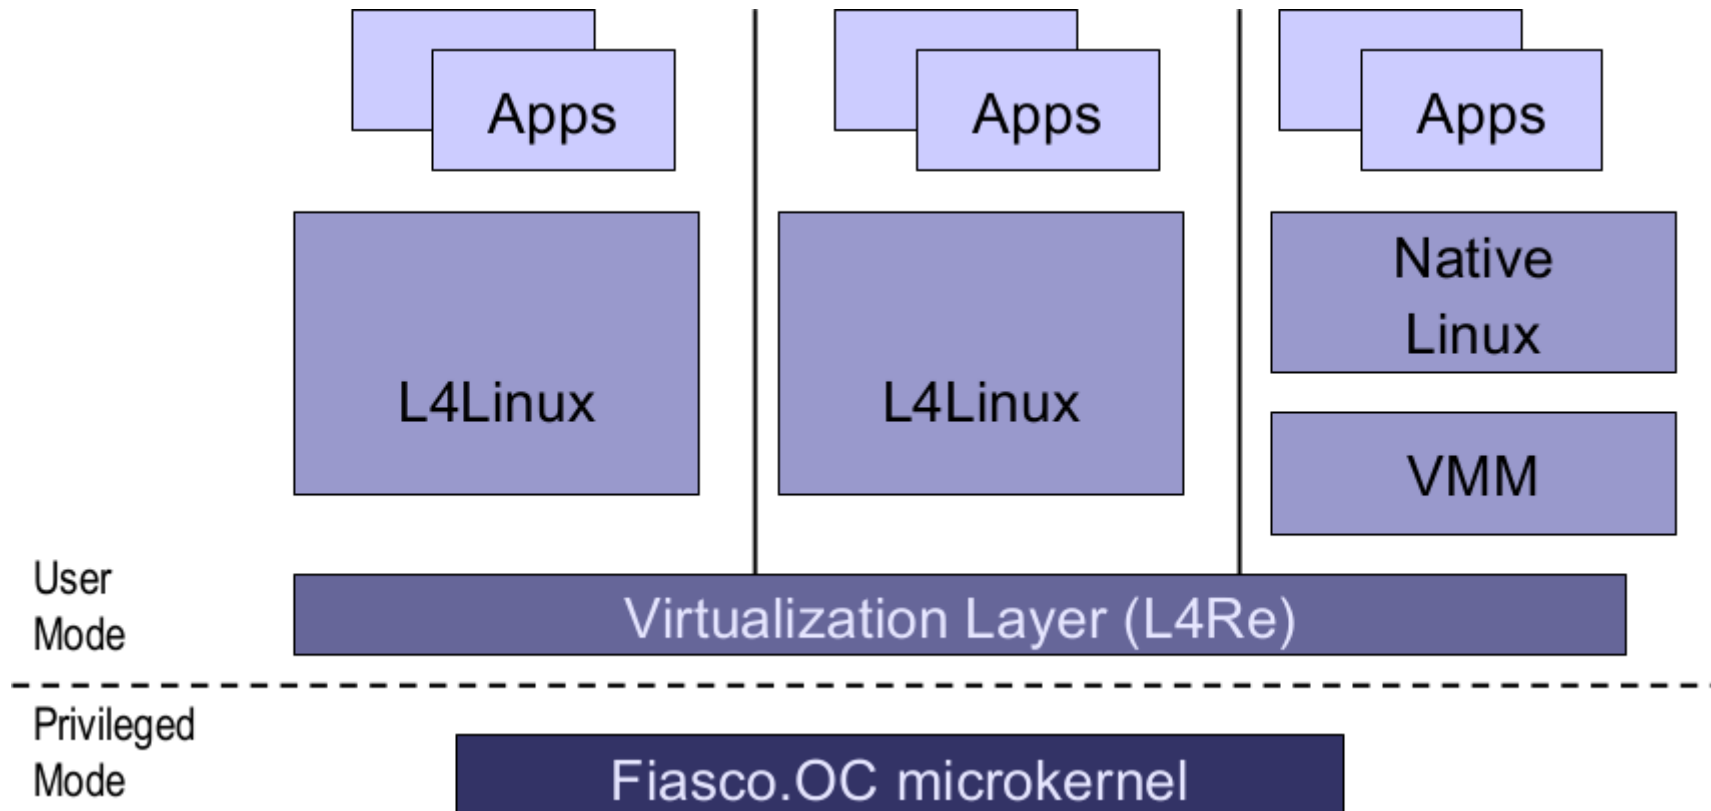 Apps
Apps
Apps
Native
Linux
L4Linux
L4Linux
VMM
User
Mode
Virtualization Layer (L4Re)
Privileged
Mode
Fiasco.OC microkernel